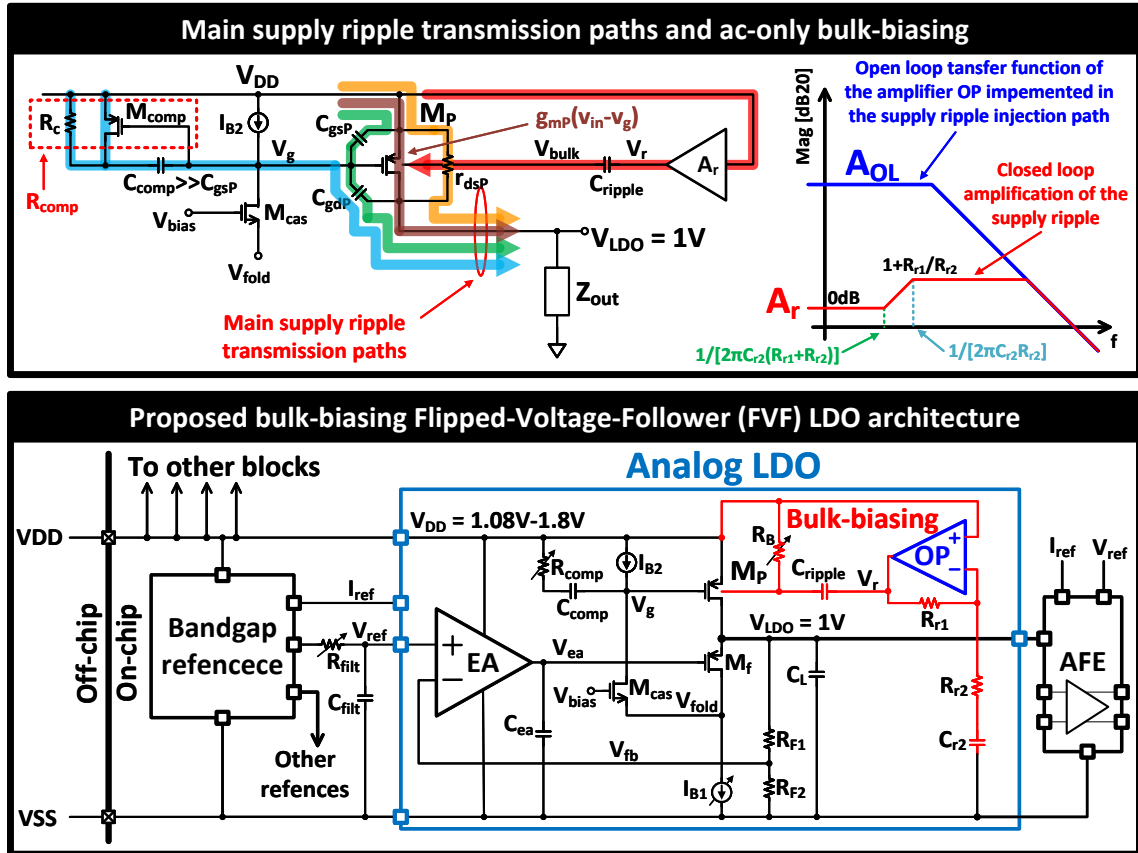 Main supply ripple transmission paths and ac-only bulk-biasing
VDD
Rc
Mcomp
IB2
Vg
Ccomp>>CgsP
Rcomp
Vbias
Mcas
Vfold
CgsP
CgdP
MP
gmP(vin-vg)
Vbulk
Vr
Cripple
Ar
rdsP
VLDO = 1V
Zout
Main supply ripple
transmission paths
Mag [dB20]
Open loop tansfer function of
the amplifier OP impemented in
the supply ripple injection path
AOL
Closed loop
amplification of the
supply ripple
1+Rr1/Rr2
Ar
0dB
f
1/[2πCr2(Rr1+Rr2)]
1/[2πCr2Rr2]
Proposed bulk-biasing Flipped-Voltage-Follower (FVF) LDO architecture
To other blocks
Analog LDO
VDD
VDD = 1.08V-1.8V
Bulk-biasing
Off-chip
On-chip
Bandgap
refencece
Iref
Vref
Rfilt
Cfilt
Other
refences
VSS
EA
Vea
Cea
Vfb
Rcomp
Ccomp
IB2
Vg
Vbias
Mcas
Vfold
IB1
MP
Mf
RB
Cripple
Vr
OP
+
−
Rr1
VLDO = 1V
CL
RF1
RF2
Rr2
Cr2
Iref
Vref
AFE
+
−